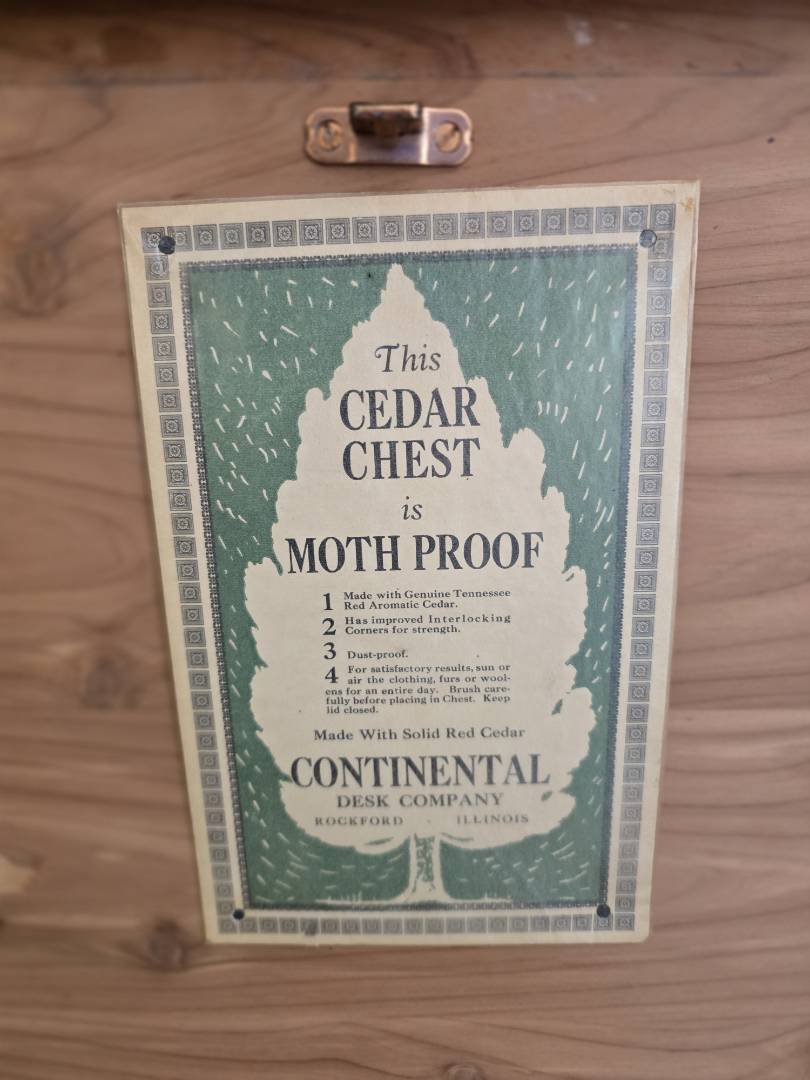 This
CEDAR
CHEST
is
MOTH PROOF
1 Made with Genuine Tennessee
Red Aromatic Cedar.
2 Has improved Interlocking
Corners for strength.
3 Dust-proof.
4 For satisfactory results, sun or
air the clothing, furs or wool-
ens for an entire day. Brush care-
fully before placing in Chest. Keep
lid closed.
Made With Solid Red Cedar
CONTINENTAL
DESK COMPANY
ROCKFORD - ILLINOIS